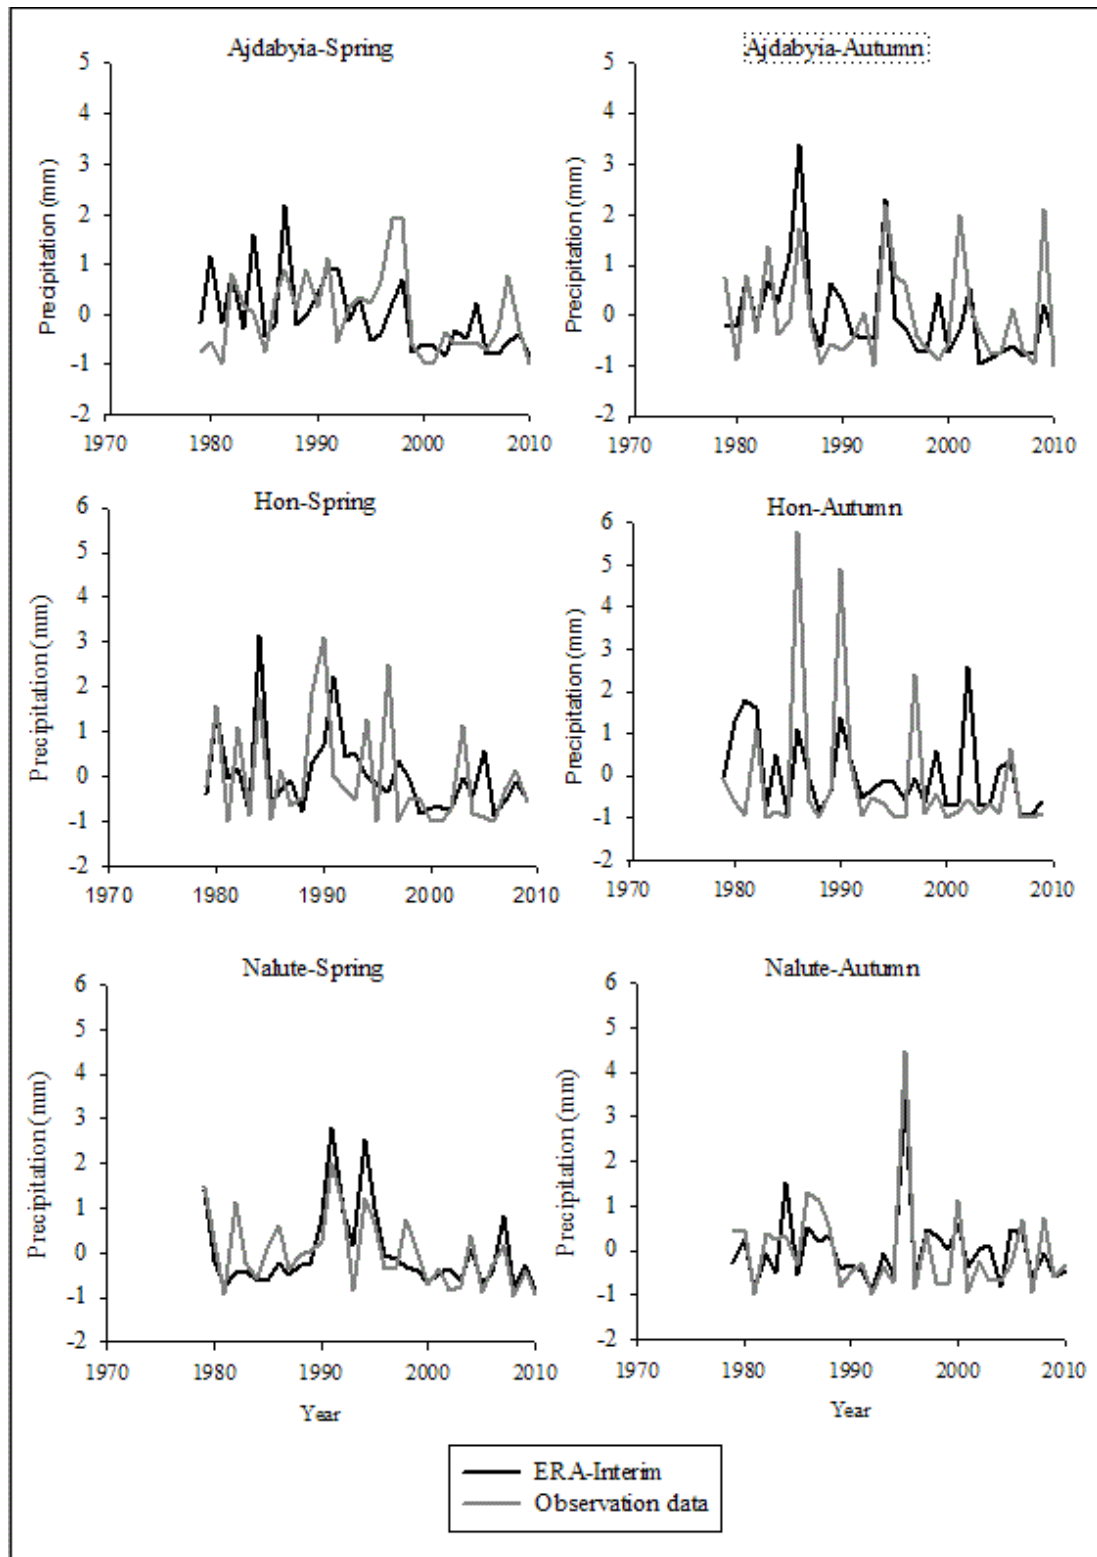 Ajdabyia-Spring
5
4
3
2
1
0
-1
-2
Precipitation (mm)
1970 1980 1990 2000 2010
Ajdabyia-Autumn
5
4
3
2
1
0
-1
-2
Precipitation (mm)
1970 1980 1990 2000 2010
Hon-Spring
6
5
4
3
2
1
0
-1
-2
Precipitation (mm)
1970 1980 1990 2000 2010
Hon-Autumn
6
5
4
3
2
1
0
-1
-2
Precipitation (mm)
1970 1980 1990 2000 2010
Nalute-Spring
6
5
4
3
2
1
0
-1
-2
Precipitation (mm)
1970 1980 1990 2000 2010
Year
Nalute-Autumn
6
5
4
3
2
1
0
-1
-2
Precipitation (mm)
1970 1980 1990 2000 2010
Year
ERA-Interim
Observation data